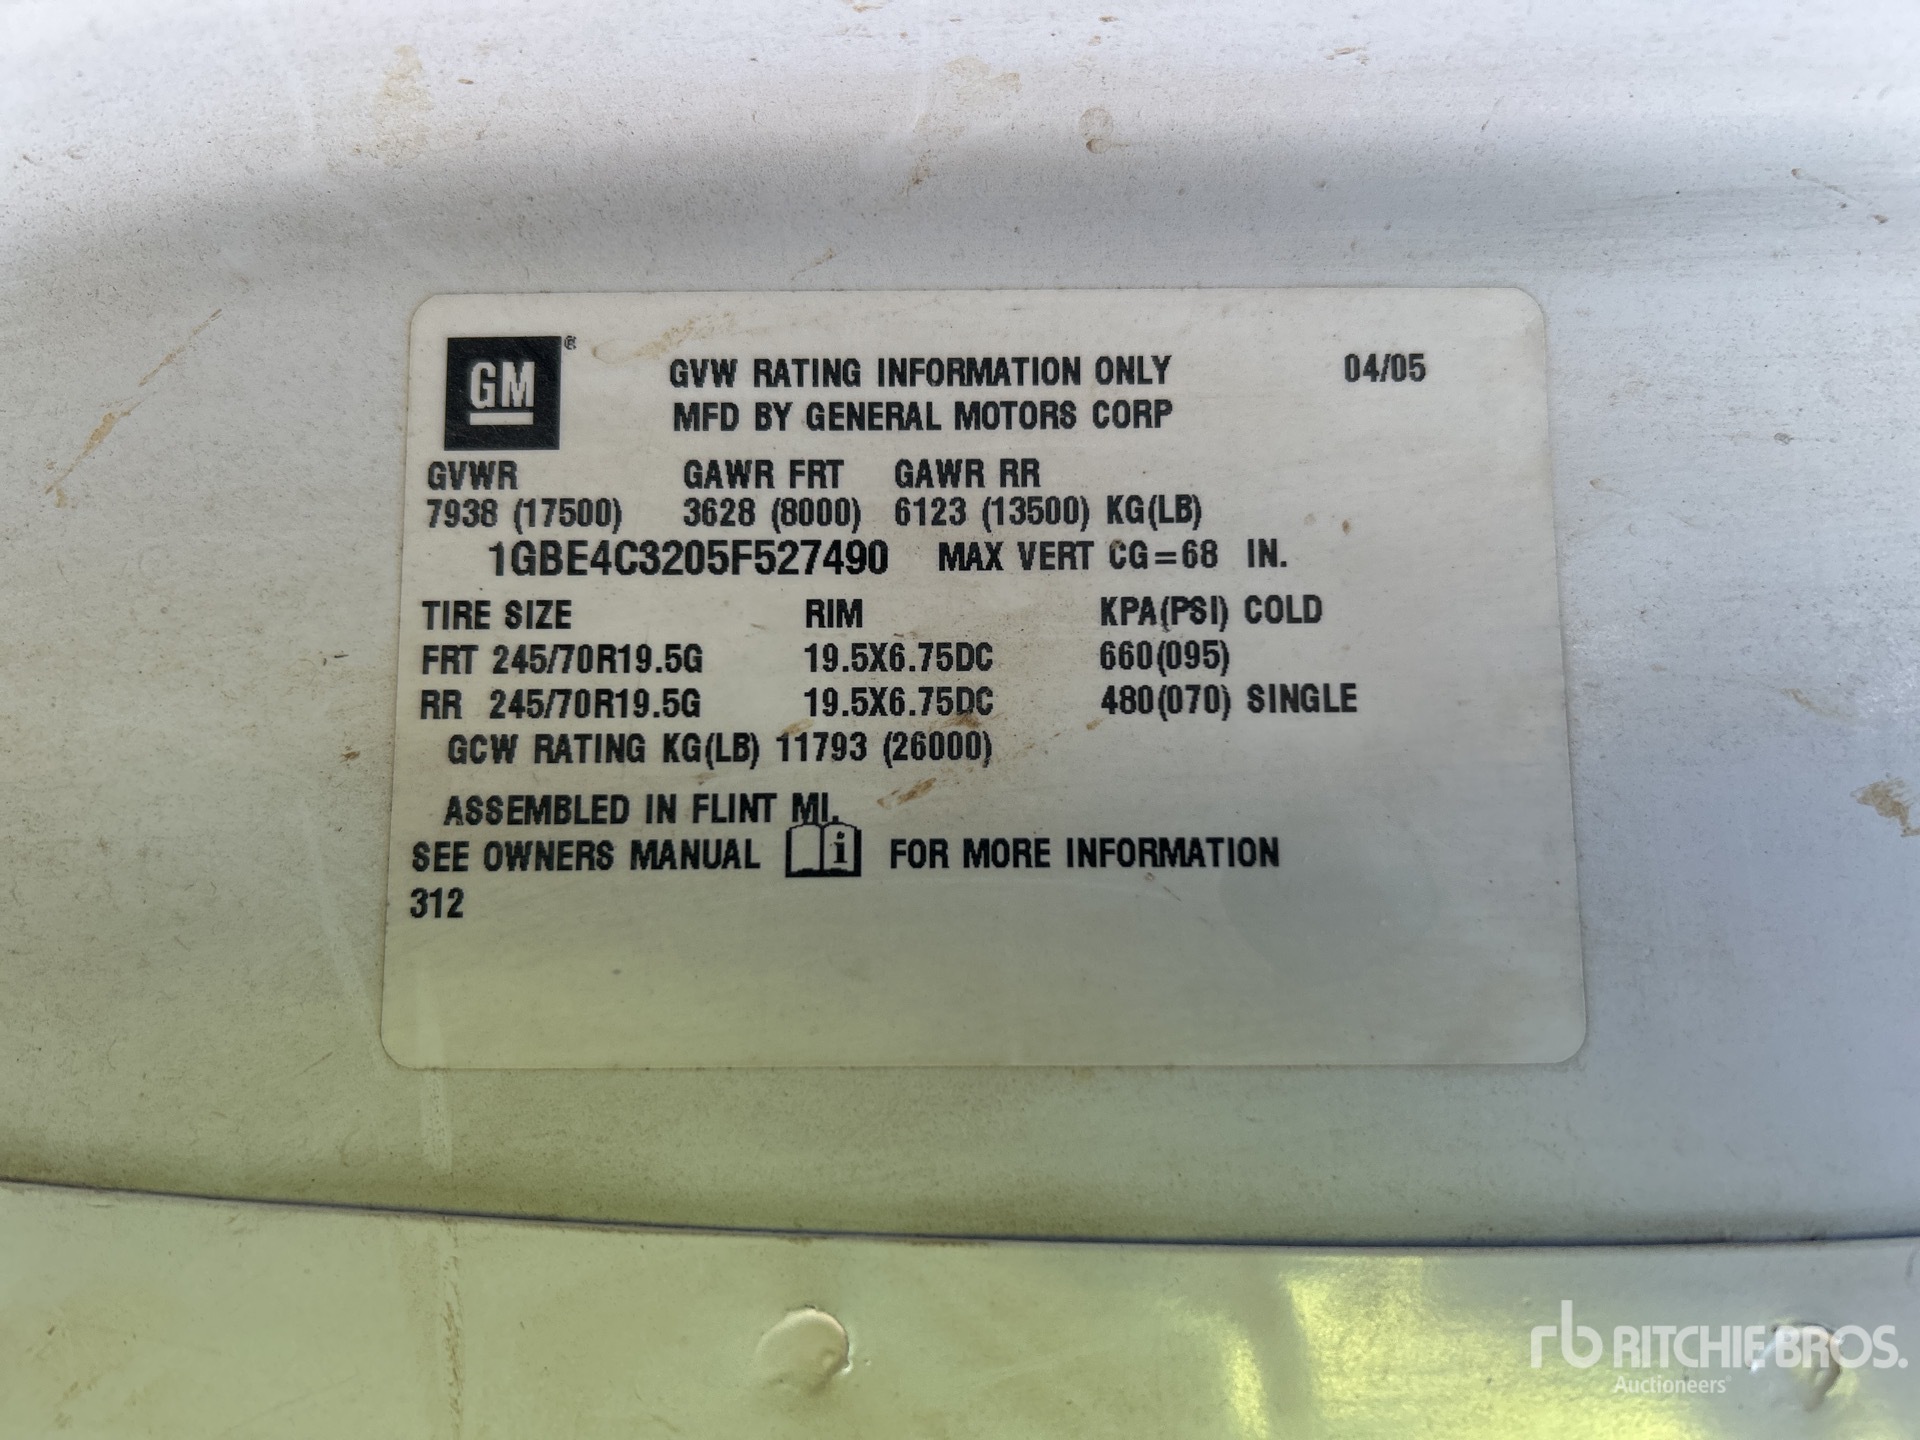 GM®
GVW RATING INFORMATION ONLY 04/05
MFD BY GENERAL MOTORS CORP
GVWR GAWR FRT GAWR RR
7938 (17500) 3628 (8000) 6123 (13500) KG(LB)
1GBE4C3205F527490 MAX VERT CG=68 IN.
TIRE SIZE RIM KPA(PSI) COLD
FRT 245/70R19.5G 19.5X6.75DC 660(095)
RR 245/70R19.5G 19.5X6.75DC 480(070) SINGLE
GCW RATING KG(LB) 11793 (26000)
ASSEMBLED IN FLINT MI.
SEE OWNERS MANUAL i FOR MORE INFORMATION
312
rb RITCHIE BROS.
Auctioneers